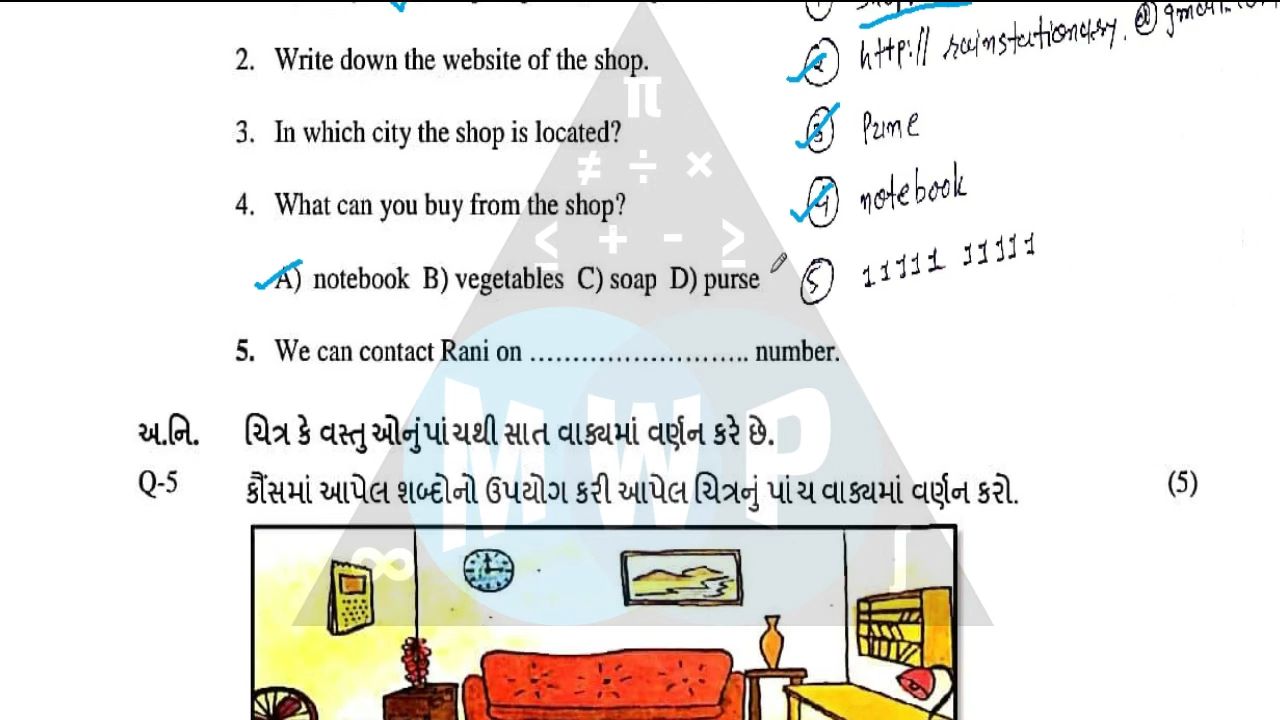 2. Write down the website of the shop.
② http:// rainstationary.@gmail.com
3. In which city the shop is located?
③ Pune
4. What can you buy from the shop?
④ notebook
A) notebook B) vegetables C) soap D) purse
⑤ 11111 11111
5. We can contact Rani on ............................ number.
અ.નિ. ચિત્ર કે વસ્તુઓનું પાંચથી સાત વાક્યમાં વર્ણન કરે છે.
Q-5 કૌંસમાં આપેલ શબ્દોનો ઉપયોગ કરી આપેલ ચિત્રનું પાંચ વાક્યમાં વર્ણન કરો. (5)
π
≠ ÷ ×
≤ + - ≥
MWP
∞ ∫